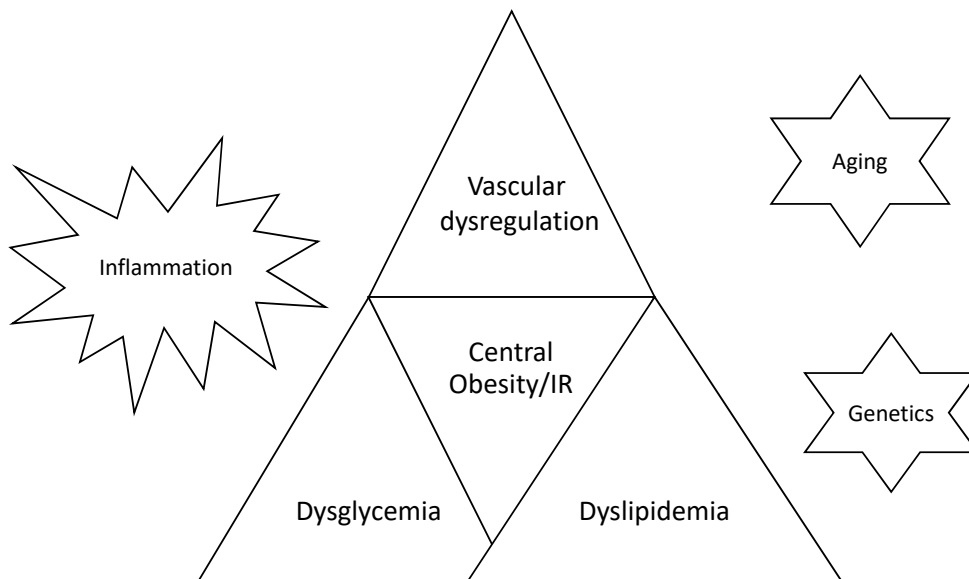 Vascular
dysregulation
Aging
Inflammation
Central
Obesity/IR
Genetics
Dysglycemia
Dyslipidemia